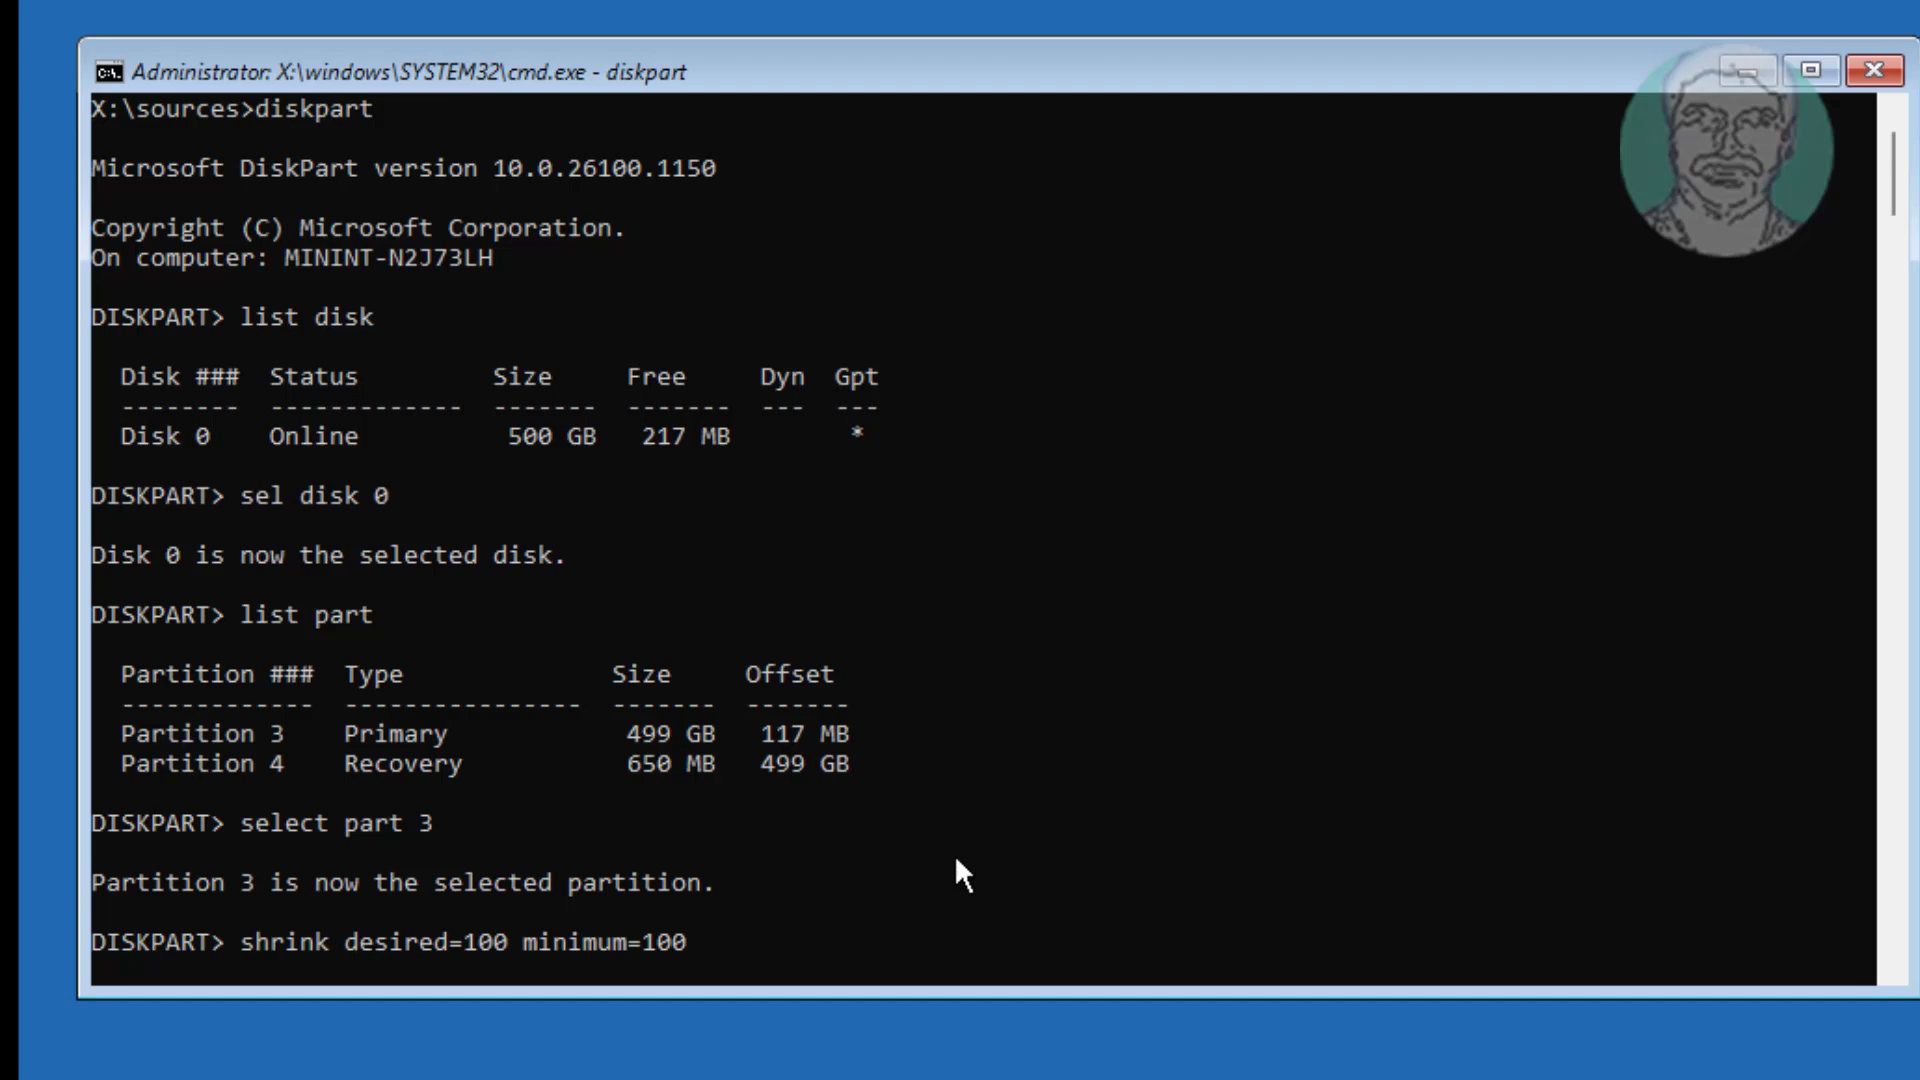 Administrator: X:\windows\SYSTEM32\cmd.exe - diskpart
X:\sources>diskpart
Microsoft DiskPart version 10.0.26100.1150
Copyright (C) Microsoft Corporation.
On computer: MININT-N2J73LH
DISKPART> list disk
Disk ###  Status         Size     Free     Dyn  Gpt
--------  -------------  -------  -------  ---  ---
Disk 0    Online          500 GB   217 MB        *
DISKPART> sel disk 0
Disk 0 is now the selected disk.
DISKPART> list part
Partition ###  Type              Size     Offset
-------------  ----------------  -------  -------
Partition 3    Primary            499 GB   117 MB
Partition 4    Recovery           650 MB   499 GB
DISKPART> select part 3
Partition 3 is now the selected partition.
DISKPART> shrink desired=100 minimum=100